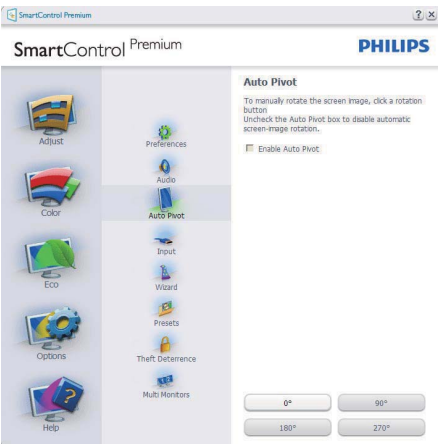 SmartControl Premium
SmartControl Premium
PHILIPS
Adjust
Color
Eco
Options
Help
Preferences
Audio
Auto Pivot
Input
Wizard
Presets
Theft Deterrence
Multi Monitors
Auto Pivot
To manually rotate the screen image, click a rotation
button
Uncheck the Auto Pivot box to disable automatic
screen-image rotation.
Enable Auto Pivot
0°
90°
180°
270°